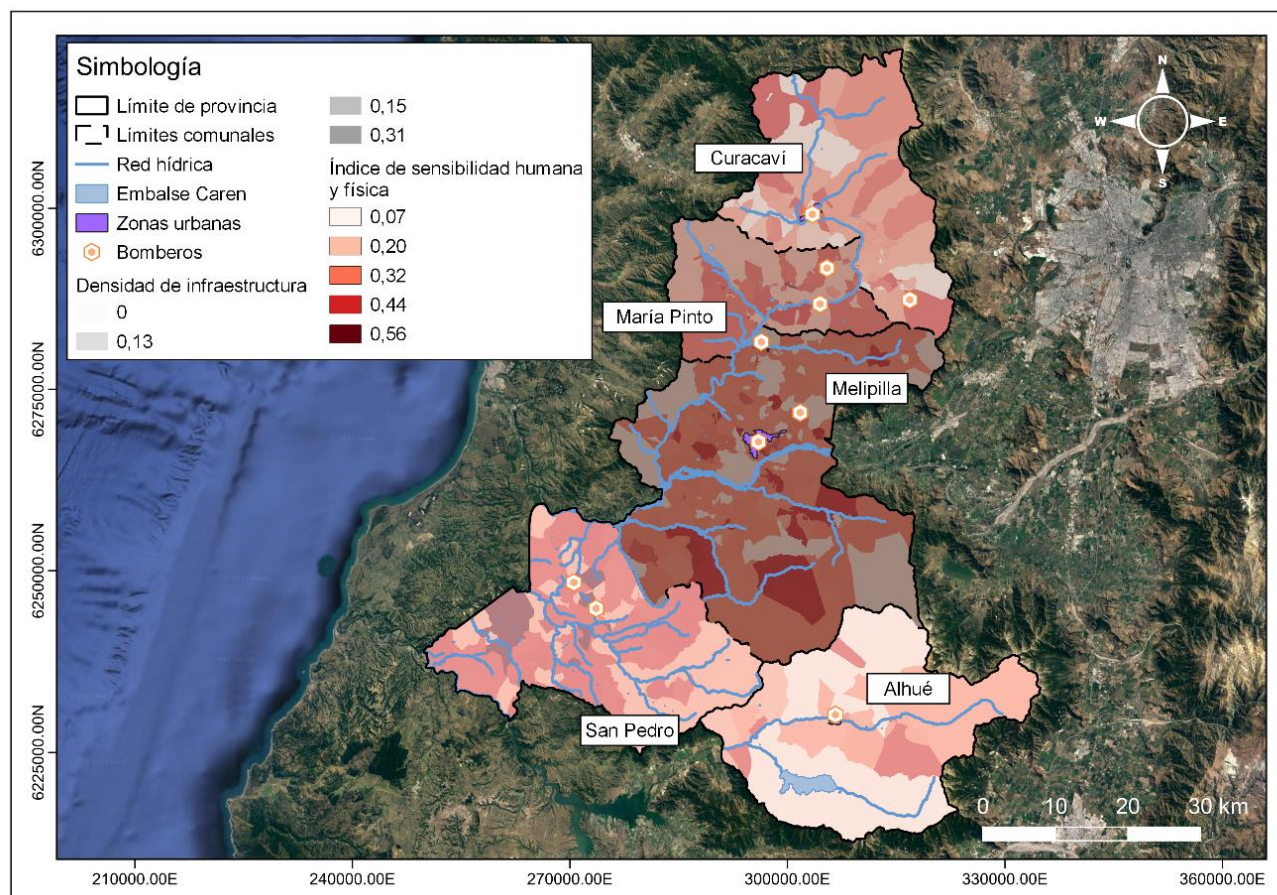 Simbología
Límite de provincia
Límites comunales
Red hídrica
Embalse Caren
Zonas urbanas
Bomberos
Densidad de infraestructura
0
0,13
0,15
0,31
Índice de sensibilidad humana
y física
0,07
0,20
0,32
0,44
0,56
N
W
E
S
Curacaví
María Pinto
Melipilla
Alhué
San Pedro
6300000.00N
6275000.00N
6250000.00N
6225000.00N
0
10
20
30 km
210000.00E
240000.00E
270000.00E
300000.00E
330000.00E
360000.00E